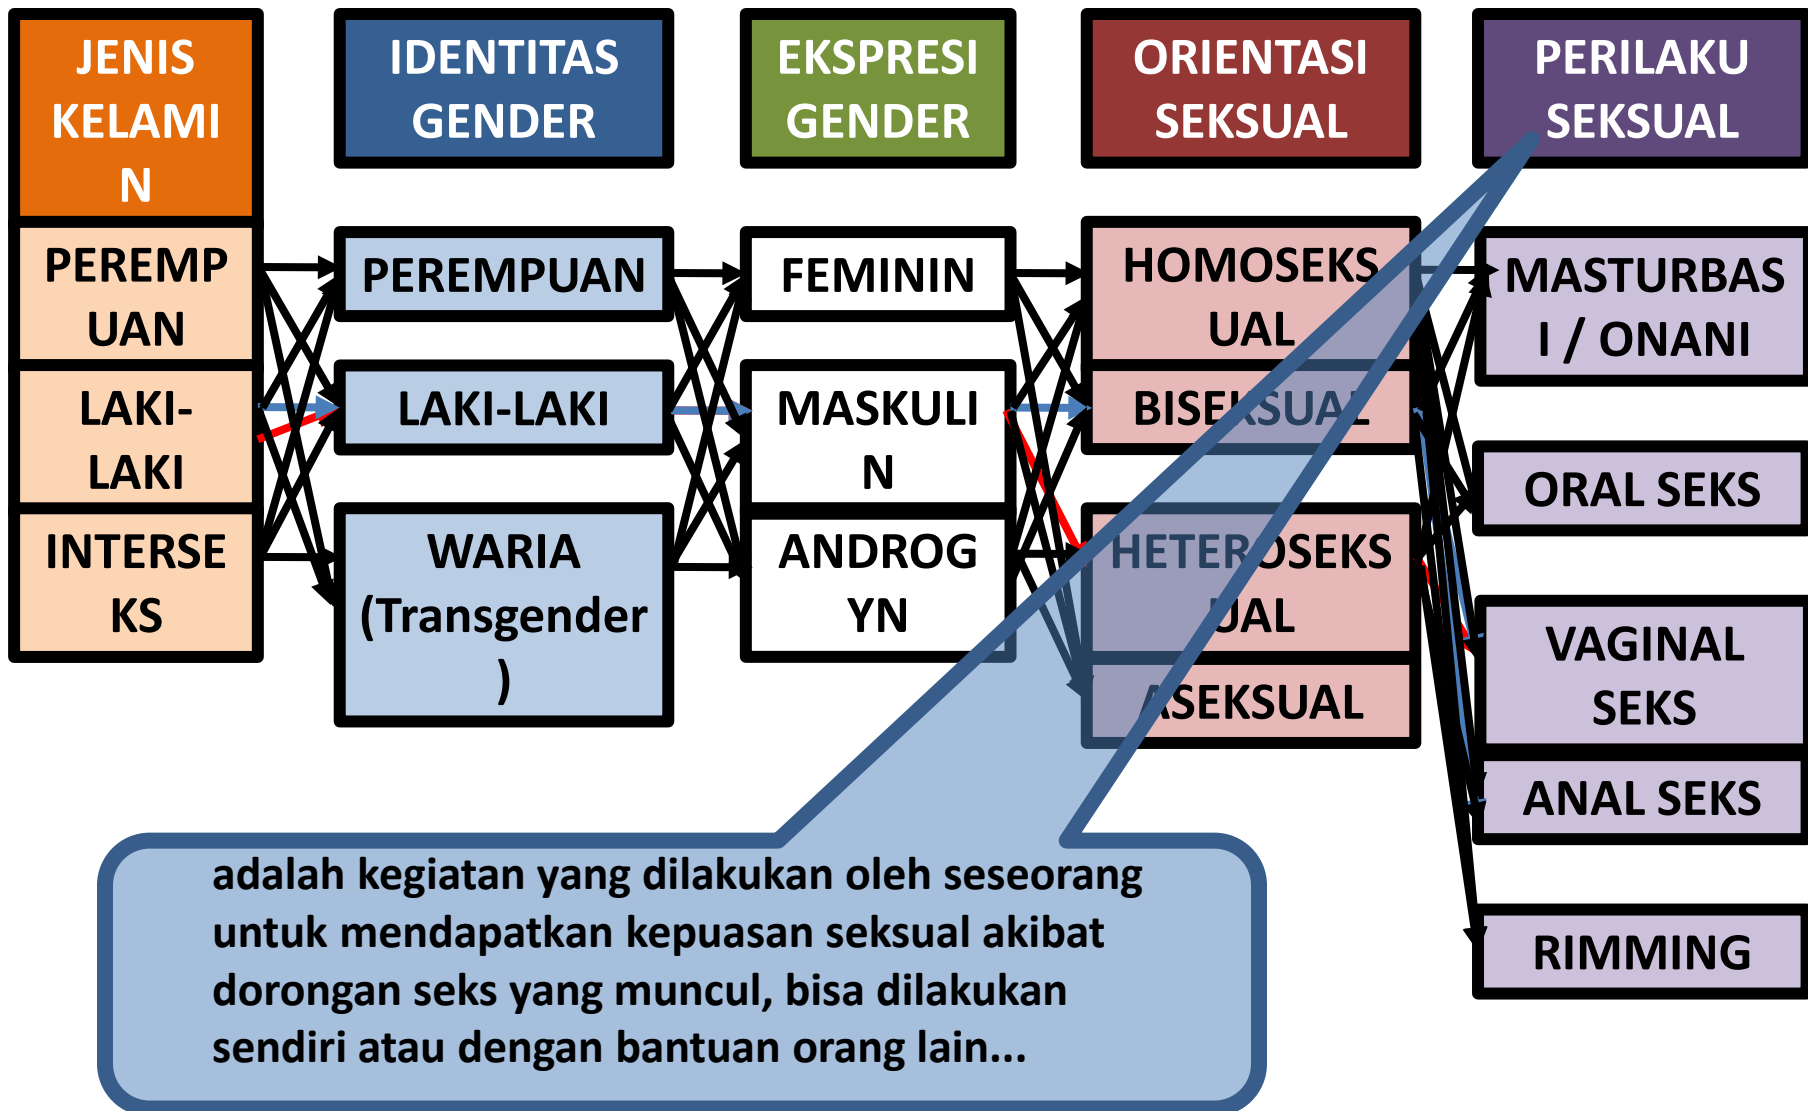 JENIS
KELAMI
N
IDENTITAS
GENDER
EKSPRESI
GENDER
ORIENTASI
SEKSUAL
PERILAKU
SEKSUAL
PEREMP
UAN
LAKI-
LAKI
INTERSE
KS
PEREMPUAN
LAKI-LAKI
WARIA
(Transgender
)
FEMININ
MASKULI
N
ANDROG
YN
HOMOSEKS
UAL
BISEKSUAL
HETEROSEKS
UAL
ASEKSUAL
MASTURBAS
I / ONANI
ORAL SEKS
VAGINAL
SEKS
ANAL SEKS
RIMMING
adalah kegiatan yang dilakukan oleh seseorang
untuk mendapatkan kepuasan seksual akibat
dorongan seks yang muncul, bisa dilakukan
sendiri atau dengan bantuan orang lain...